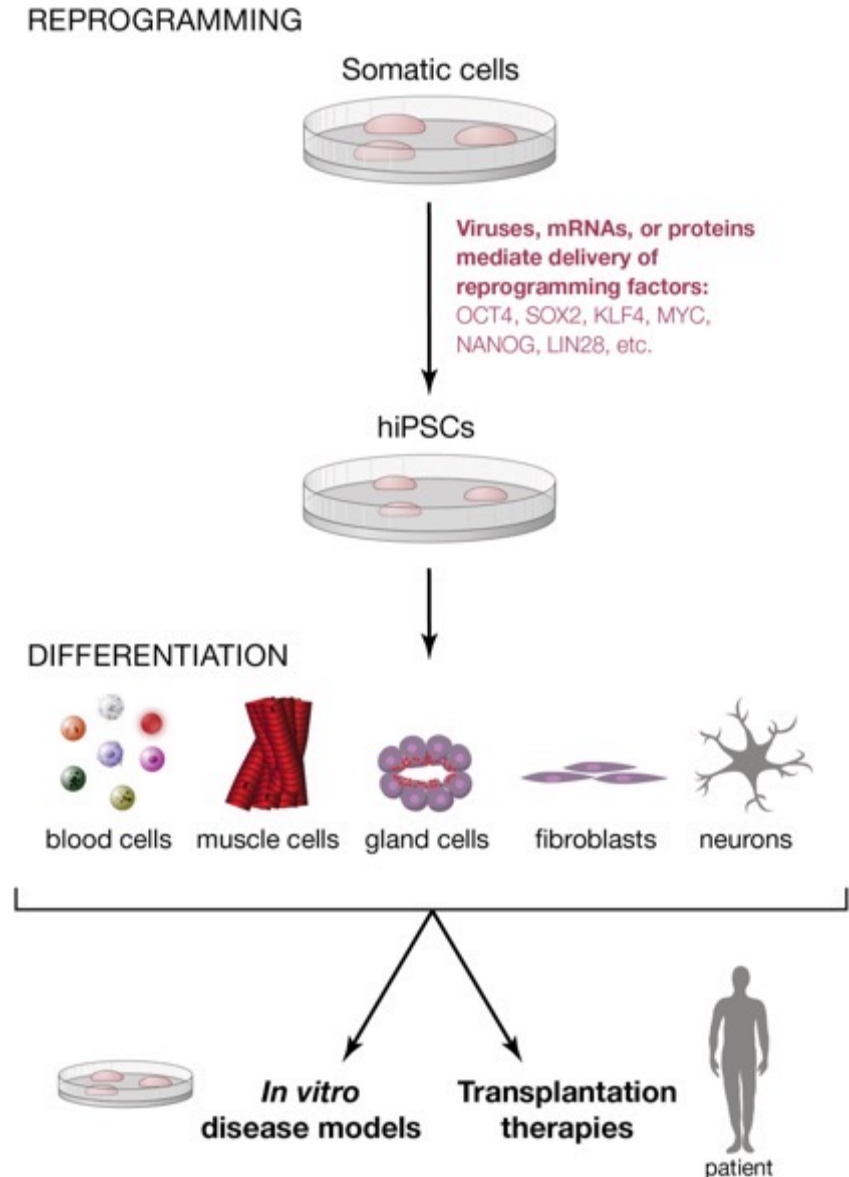 REPROGRAMMING
Somatic cells
Viruses, mRNAs, or proteins
mediate delivery of
reprogramming factors:
OCT4, SOX2, KLF4, MYC,
NANOG, LIN28, etc.
hiPSCs
DIFFERENTIATION
blood cells muscle cells gland cells fibroblasts neurons
In vitro
disease models
Transplantation
therapies
patient